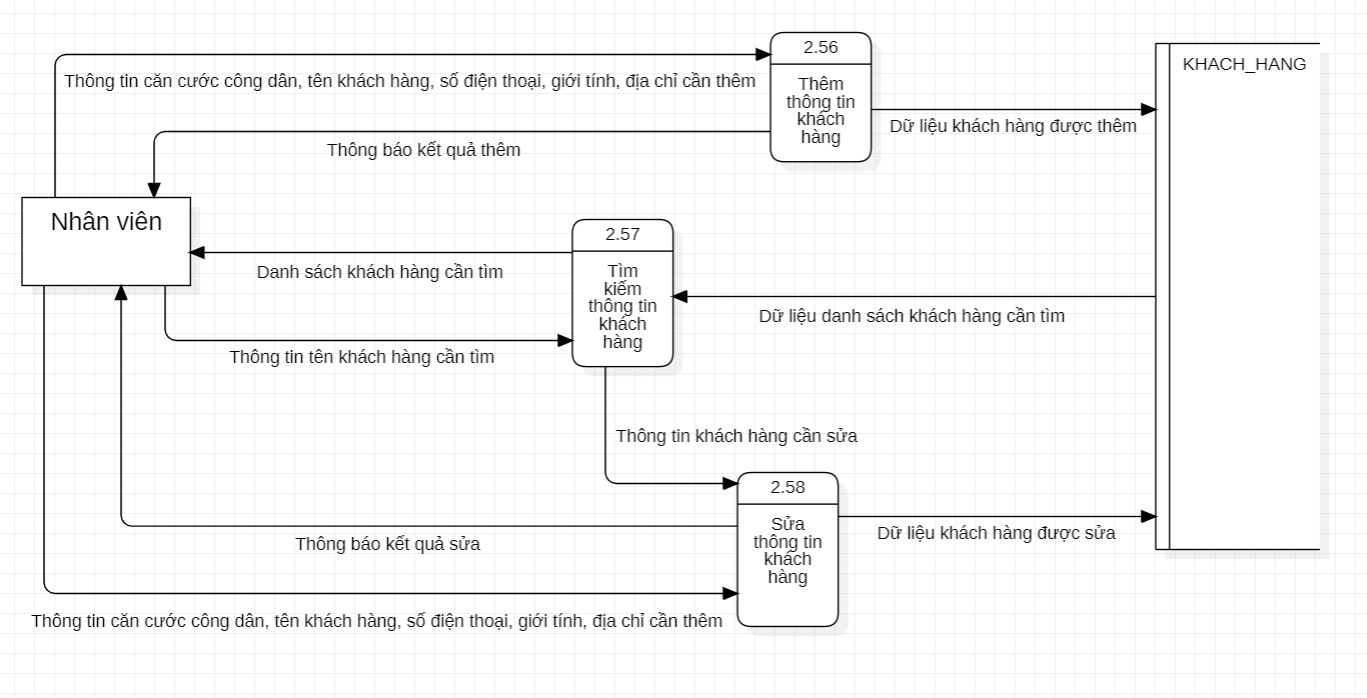 2.56
KHACH_HANG
Thông tin căn cước công dân, tên khách hàng, số điện thoại, giới tính, địa chỉ cần thêm
Thêm
thông tin
khách
hàng
Dữ liệu khách hàng được thêm
Thông báo kết quả thêm
Nhân viên
2.57
Danh sách khách hàng cần tìm
Tìm
kiếm
thông tin
khách
hàng
Dữ liệu danh sách khách hàng cần tìm
Thông tin tên khách hàng cần tìm
Thông tin khách hàng cần sửa
2.58
Sửa
thông tin
khách
hàng
Dữ liệu khách hàng được sửa
Thông báo kết quả sửa
Thông tin căn cước công dân, tên khách hàng, số điện thoại, giới tính, địa chỉ cần thêm